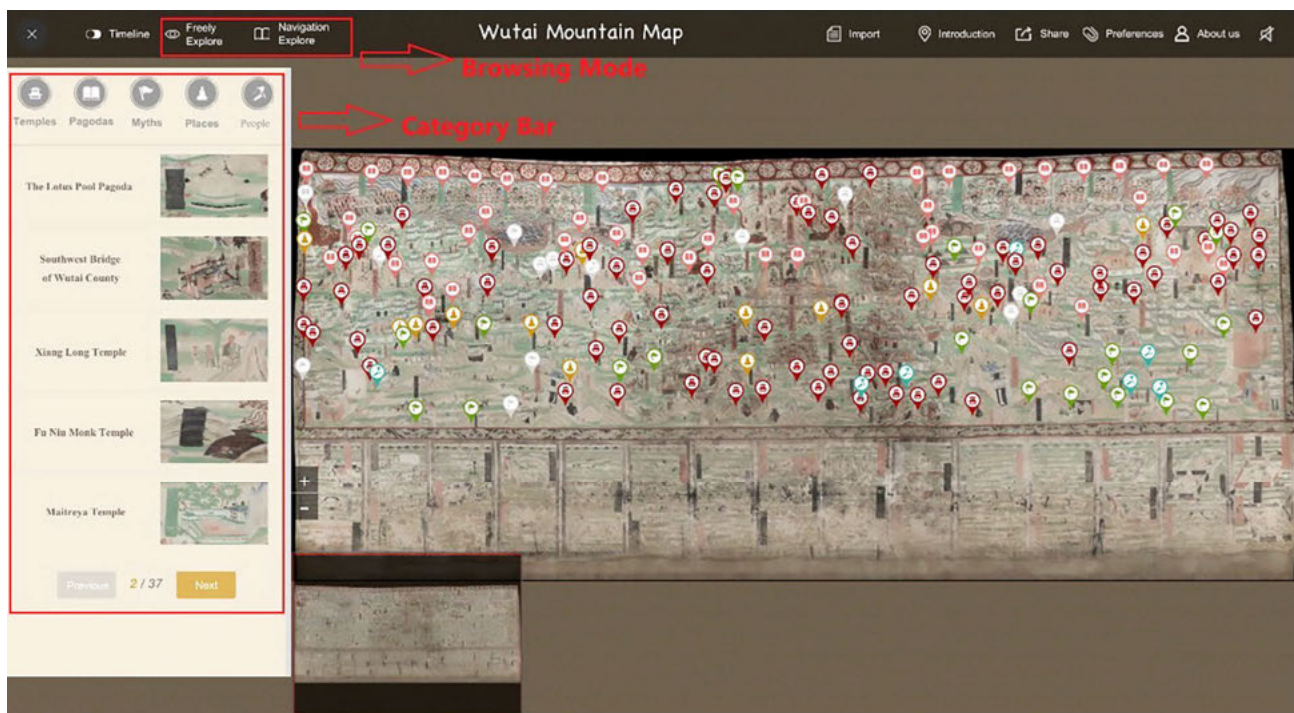 Timeline
Freely
Explore
Navigation
Explore
Wutai Mountain Map
Import
Introduction
Share
Preferences
About us
Browsing Mode
Category Bar
Temples
Pagodas
Myths
Places
People
The Lotus Pool Pagoda
Southwest Bridge
of Wutai County
Xiang Long Temple
Fu Niu Monk Temple
Maitreya Temple
+
-
Previous
2 / 37
Next